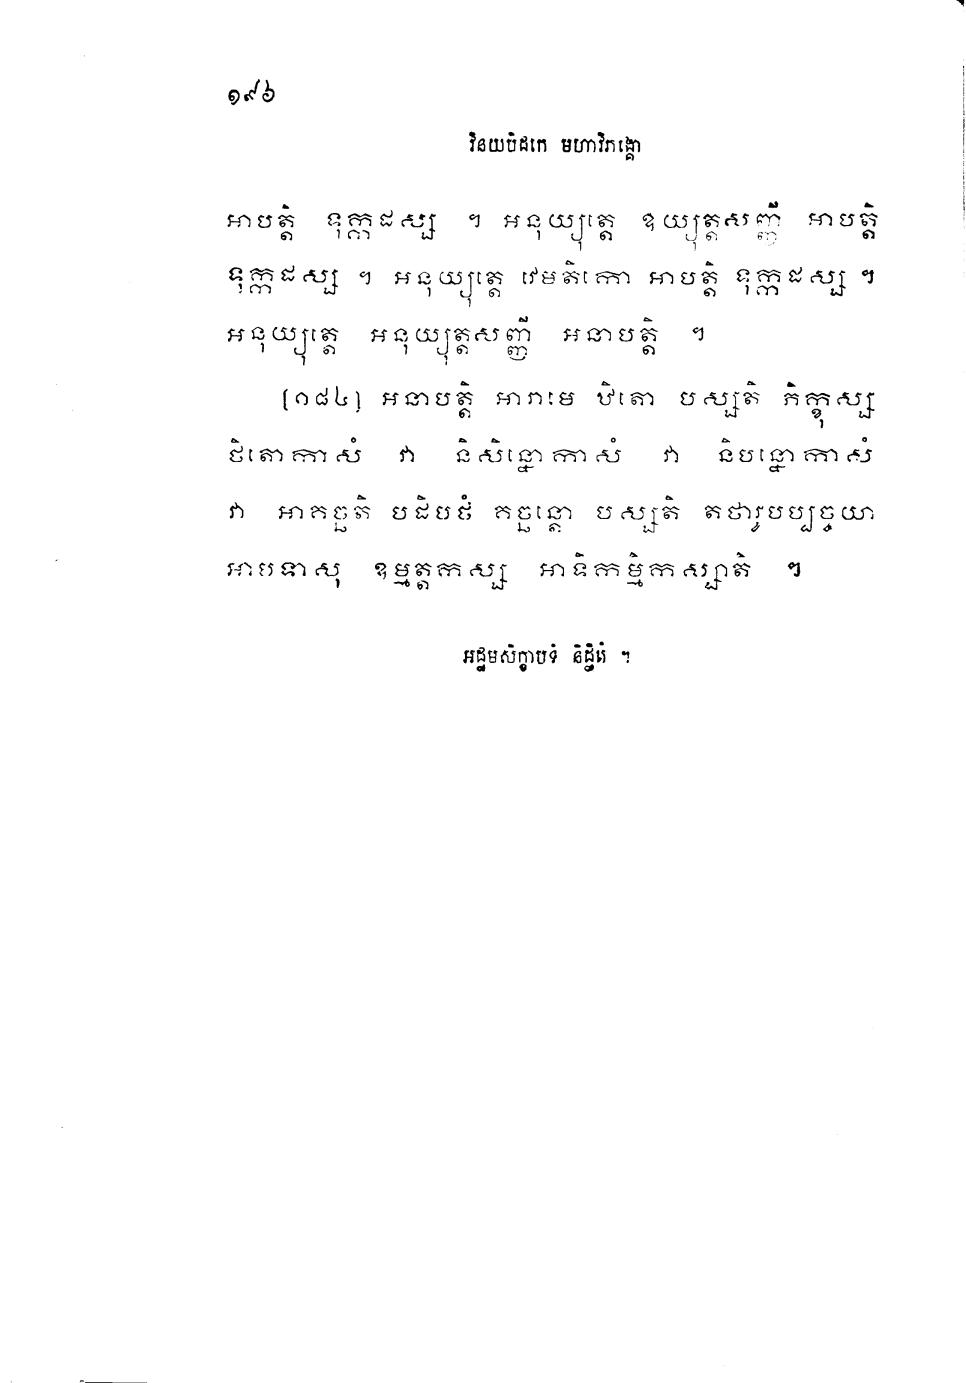 ១៩៦
វិនយបិដកេ មហាវិភង្គោ
អាបត្តិ ទុក្កដស្ស ។ អនុយ្យុត្តេ ឧយ្យុត្តសញ្ញី អាបត្តិ
ទុក្កដស្ស ។ អនុយ្យុត្តេ វេមតិកោ អាបត្តិ ទុក្កដស្ស ។
អនុយ្យុត្តេ អនុយ្យុត្តសញ្ញី អនាបត្តិ ។
[១៨៤] អនាបត្តិ អារាមេ ឋិតោ បស្សតិ ភិក្ខុស្ស
ឋិតោកាសំ វា និសិន្នោកាសំ វា និបន្នោកាសំ
វា អាគច្ឆតិ បដិបថំ គច្ឆន្តោ បស្សតិ តថារូបប្បច្ចយា
អាបទាសុ ឧម្មត្តកស្ស អាទិកម្មិកស្សាតិ ៗ
អដ្ឋមសិក្ខាបទំ និដ្ឋិតំ ។